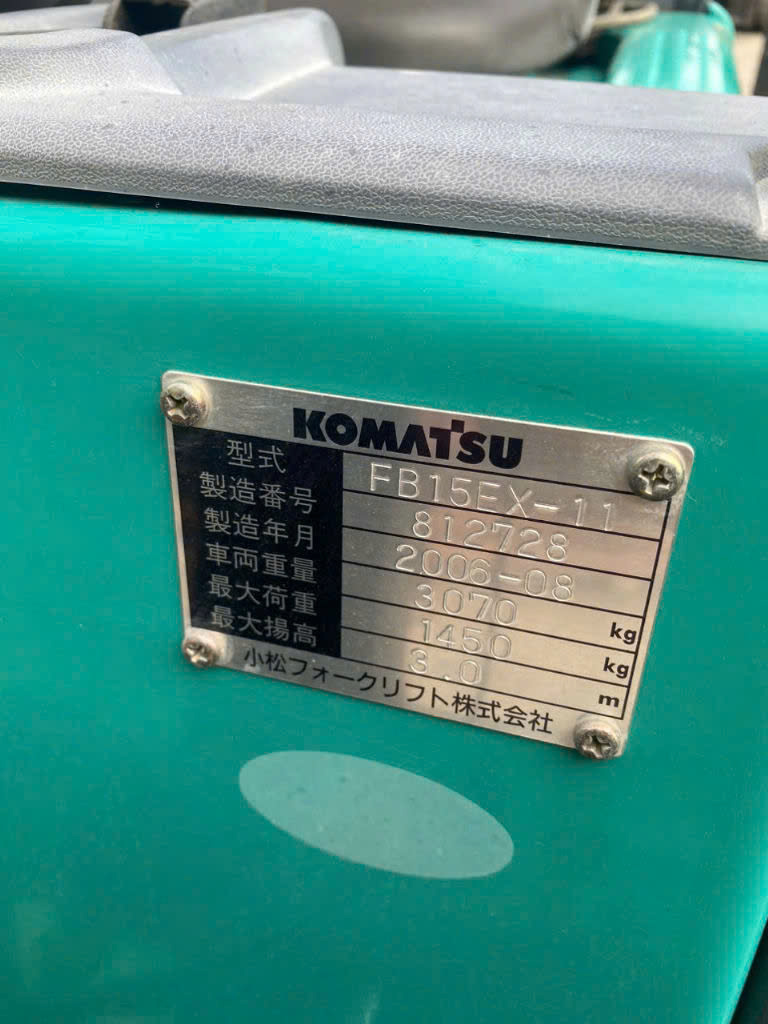 KOMATSU
型式 FB15EX-11
製造番号 812728
製造年月 2006-08
車両重量 3070 kg
最大荷重 1450 kg
最大揚高 3.0 m
小松フォークリフト株式会社